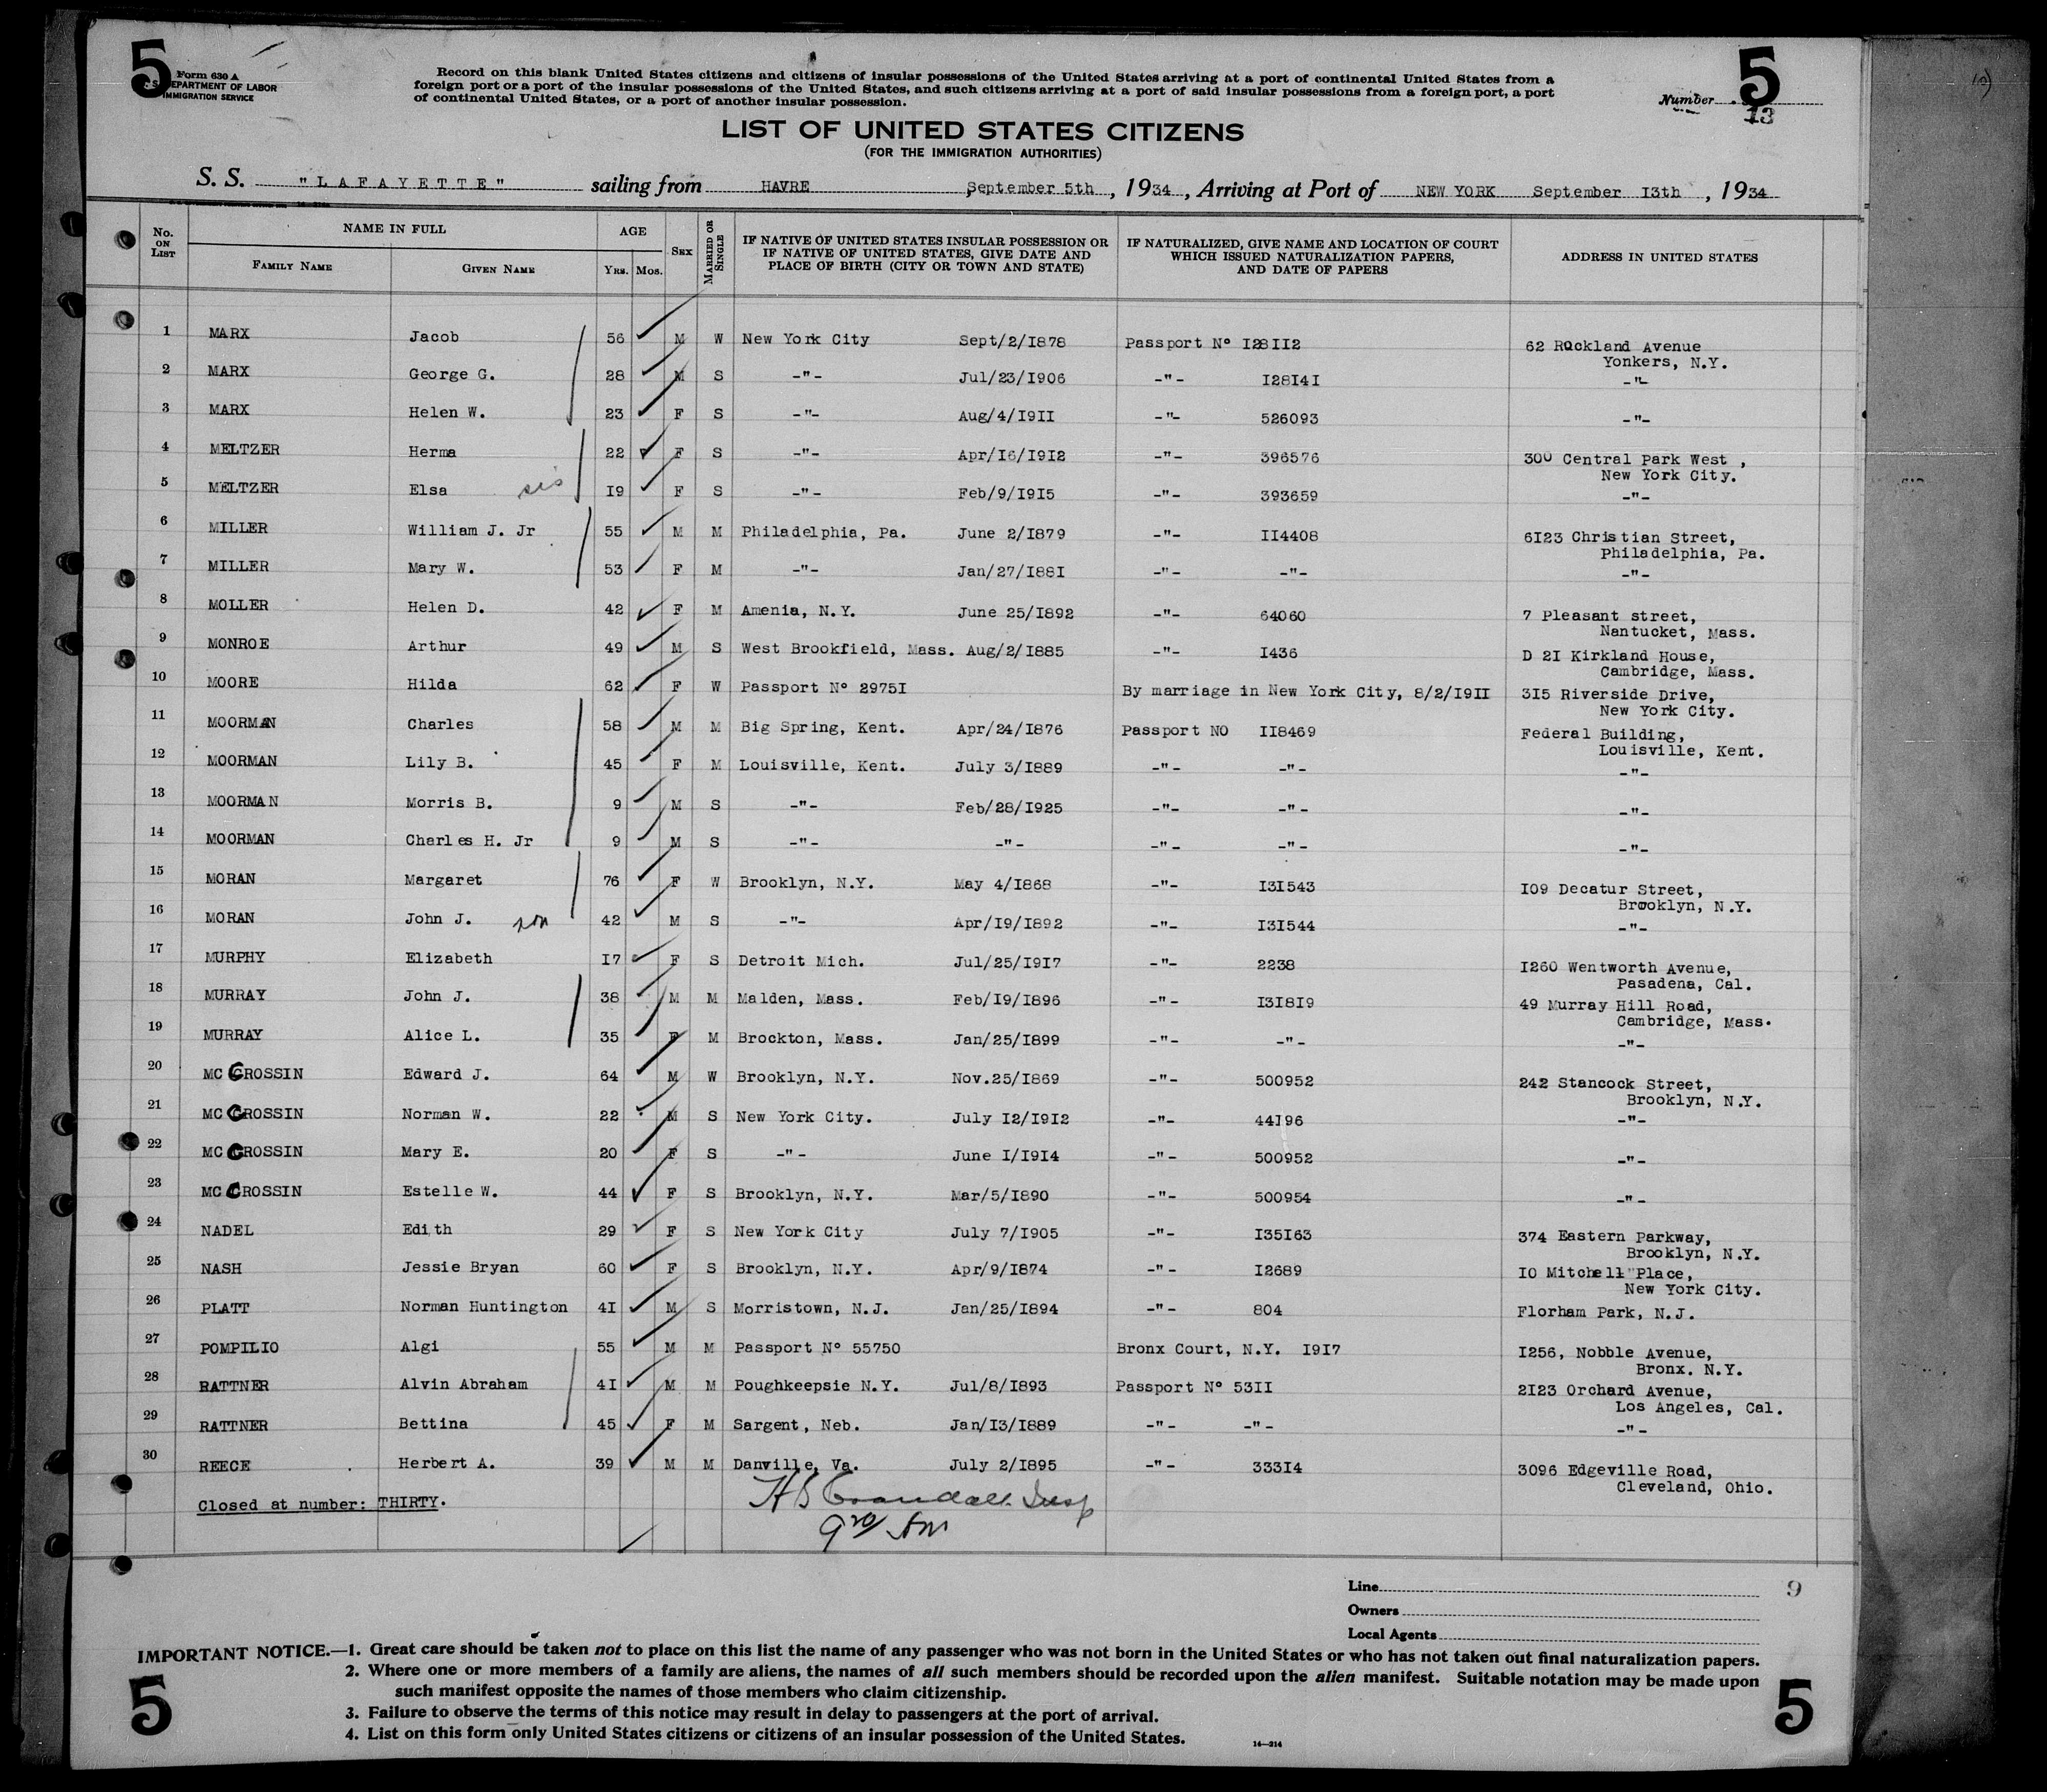 5
5
Form 630 A
DEPARTMENT OF LABOR
IMMIGRATION SERVICE
Record on this blank United States citizens and citizens of insular possessions of the United States arriving at a port of continental United States from a
foreign port or a port of the insular possessions of the United States, and such citizens arriving at a port of said insular possessions from a foreign port, a port
of continental United States, or a port of another insular possession.
Number
13
LIST OF UNITED STATES CITIZENS
(FOR THE IMMIGRATION AUTHORITIES)
S. S. "LAFAYETTE" sailing from HAVRE September 5th, 1934, Arriving at Port of NEW YORK September 13th, 1934
No. ON LIST NAME IN FULL FAMILY NAME GIVEN NAME AGE YRS. MOS. SEX MARRIED OR SINGLE IF NATIVE OF UNITED STATES INSULAR POSSESSION OR IF NATIVE OF UNITED STATES, GIVE DATE AND PLACE OF BIRTH (CITY OR TOWN AND STATE) IF NATURALIZED, GIVE NAME AND LOCATION OF COURT WHICH ISSUED NATURALIZATION PAPERS, AND DATE OF PAPERS ADDRESS IN UNITED STATES
1 MARX Jacob 56 M W New York City Sept/2/1878 Passport Nº 128112 62 Rockland Avenue
Yonkers, N.Y.
2 MARX George G. 28 M S -"- Jul/23/1906 -"- 128141 -"-
3 MARX Helen W. 23 F S -"- Aug/4/1911 -"- 526093 -"-
4 MELTZER Herma 22 F S -"- Apr/16/1912 -"- 396576 300 Central Park West ,
New York City.
5 MELTZER Elsa sis 19 F S -"- Feb/9/1915 -"- 393659 -"-
6 MILLER William J. Jr 55 M M Philadelphia, Pa. June 2/1879 -"- 114408 6123 Christian Street,
Philadelphia, Pa.
7 MILLER Mary W. 53 F M -"- Jan/27/1881 -"- -"- -"-
8 MOLLER Helen D. 42 F M Amenia, N.Y. June 25/1892 -"- 64060 7 Pleasant street,
Nantucket, Mass.
9 MONROE Arthur 49 M S West Brookfield, Mass. Aug/2/1885 -"- 1436 D 21 Kirkland House,
Cambridge, Mass.
10 MOORE Hilda 62 F W Passport Nº 29751 By marriage in New York City, 8/2/1911 315 Riverside Drive,
New York City.
11 MOORMAN Charles 58 M M Big Spring, Kent. Apr/24/1876 Passport NO 118469 Federal Building,
Louisville, Kent.
12 MOORMAN Lily B. 45 F M Louisville, Kent. July 3/1889 -"- -"- -"-
13 MOORMAN Morris B. 9 M S -"- Feb/28/1925 -"- -"- -"-
14 MOORMAN Charles H. Jr 9 M S -"- -"- -"- -"- -"-
15 MORAN Margaret 76 F W Brooklyn, N.Y. May 4/1868 -"- 131543 109 Decatur Street,
Brooklyn, N.Y.
16 MORAN John J. son 42 M S -"- Apr/19/1892 -"- 131544 -"-
17 MURPHY Elizabeth 17 F S Detroit Mich. Jul/25/1917 -"- 2238 1260 Wentworth Avenue,
Pasadena, Cal.
18 MURRAY John J. 38 M M Malden, Mass. Feb/19/1896 -"- 131819 49 Murray Hill Road,
Cambridge, Mass.
19 MURRAY Alice L. 35 F M Brockton, Mass. Jan/25/1899 -"- -"- -"-
20 MC CROSSIN Edward J. 64 M W Brooklyn, N.Y. Nov.25/1869 -"- 500952 242 Stancock Street,
Brooklyn, N.Y.
21 MC CROSSIN Norman W. 22 M S New York City. July 12/1912 -"- 44196 -"-
22 MC CROSSIN Mary E. 20 F S -"- June 1/1914 -"- 500952 -"-
23 MC CROSSIN Estelle W. 44 F S Brooklyn, N.Y. Mar/5/1890 -"- 500954 -"-
24 NADEL Edith 29 F S New York City July 7/1905 -"- 135163 374 Eastern Parkway,
Brooklyn, N.Y.
25 NASH Jessie Bryan 60 F S Brooklyn, N.Y. Apr/9/1874 -"- 12689 10 Mitchell Place,
New York City.
26 PLATT Norman Huntington 41 M S Morristown, N.J. Jan/25/1894 -"- 804 Florham Park, N.J.
27 POMPILIO Algi 55 M M Passport Nº 55750 Bronx Court, N.Y. 1917 1256, Nobble Avenue,
Bronx. N.Y.
28 RATTNER Alvin Abraham 41 M M Poughkeepsie N.Y. Jul/8/1893 Passport Nº 5311 2123 Orchard Avenue,
Los Angeles, Cal.
29 RATTNER Bettina 45 F M Sargent, Neb. Jan/13/1889 -"- -"- -"-
30 REECE Herbert A. 39 M M Danville, Va. July 2/1895 -"- 33314 3096 Edgeville Road,
Cleveland, Ohio.
Closed at number: THIRTY.
H S Crandall Insp
Line
9
Owners
Local Agents
IMPORTANT NOTICE.—1. Great care should be taken not to place on this list the name of any passenger who was not born in the United States or who has not taken out final naturalization papers.
2. Where one or more members of a family are aliens, the names of all such members should be recorded upon the alien manifest. Suitable notation may be made upon
such manifest opposite the names of those members who claim citizenship.
3. Failure to observe the terms of this notice may result in delay to passengers at the port of arrival.
4. List on this form only United States citizens or citizens of an insular possession of the United States.
14—314
5
5